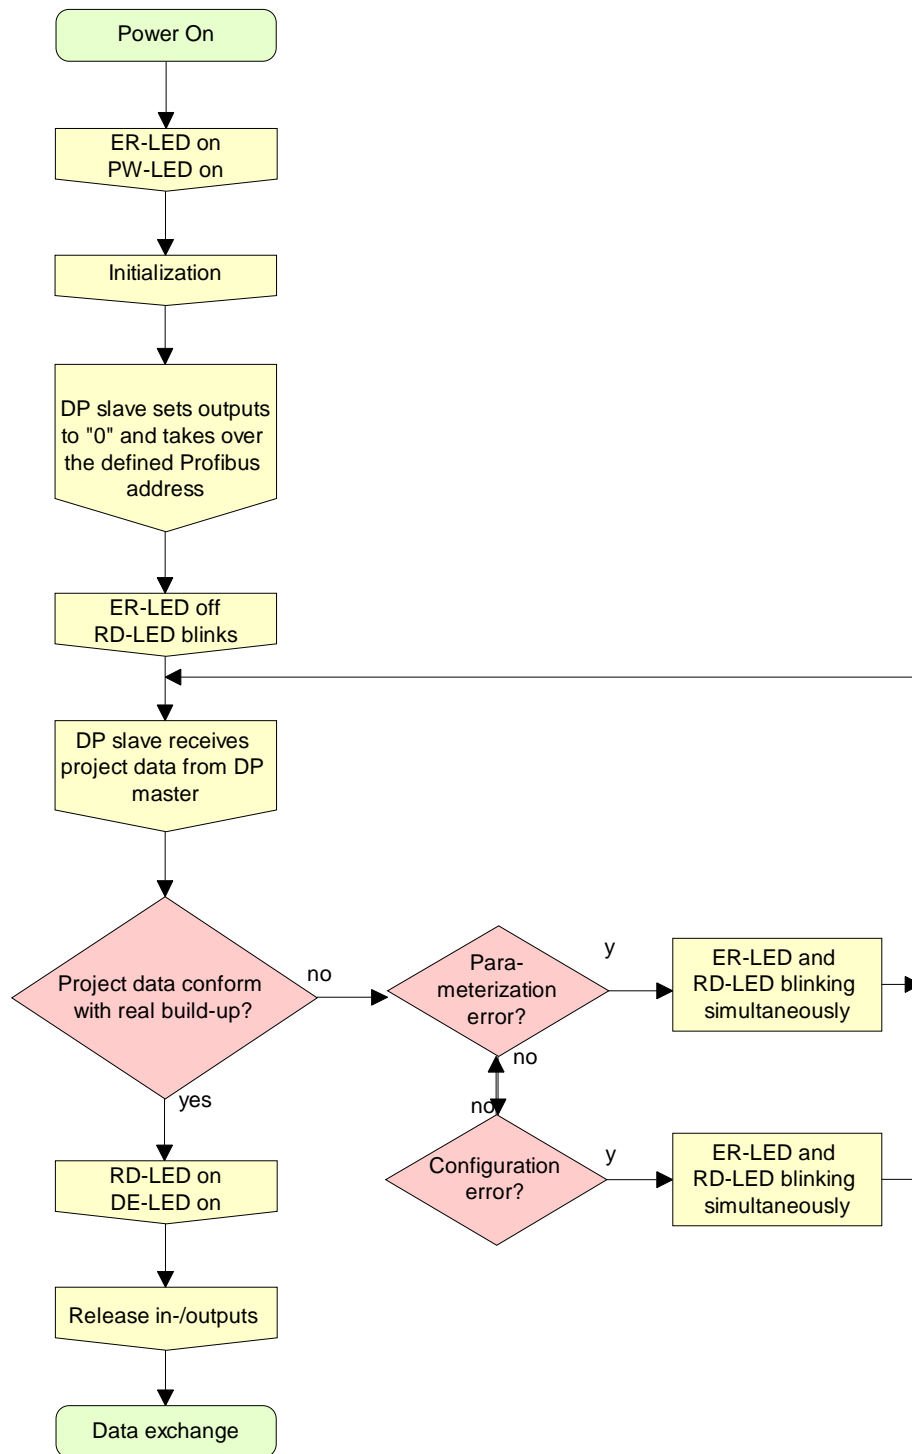 Power On
ER-LED on
PW-LED on
Initialization
DP slave sets outputs
to "0" and takes over
the defined Profibus
address
ER-LED off
RD-LED blinks
DP slave receives
project data from DP
master
Project data conform
with real build-up?
no
Para-
meterization
error?
y
ER-LED and
RD-LED blinking
simultaneously
no
no
yes
Configuration
error?
y
ER-LED and
RD-LED blinking
simultaneously
RD-LED on
DE-LED on
Release in-/outputs
Data exchange